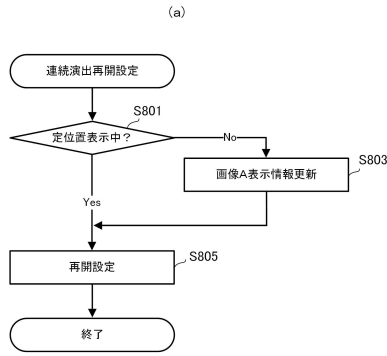 (a)
連続演出再開設定
S801
定位置表示中？
No
S803
画像A表示情報更新
Yes
S805
再開設定
終了